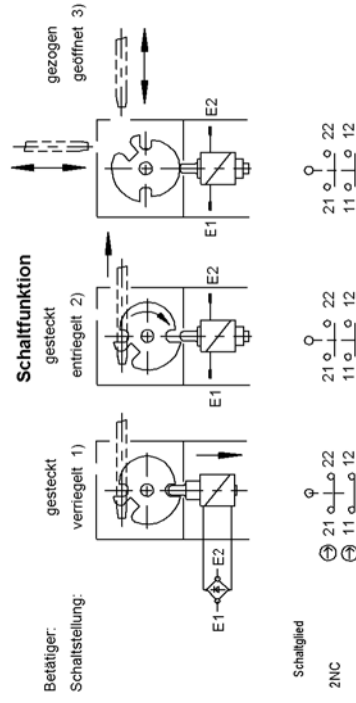 Schaltfunktion
Betätiger: gesteckt gesteckt gezogen
Schaltstellung: verriegelt 1) entriegelt 2) geöffnet 3)
E1 E2 E1 E2 E1 E2
Schaltglied
2NC
21 22 21 22 21 22
11 12 11 12 11 12